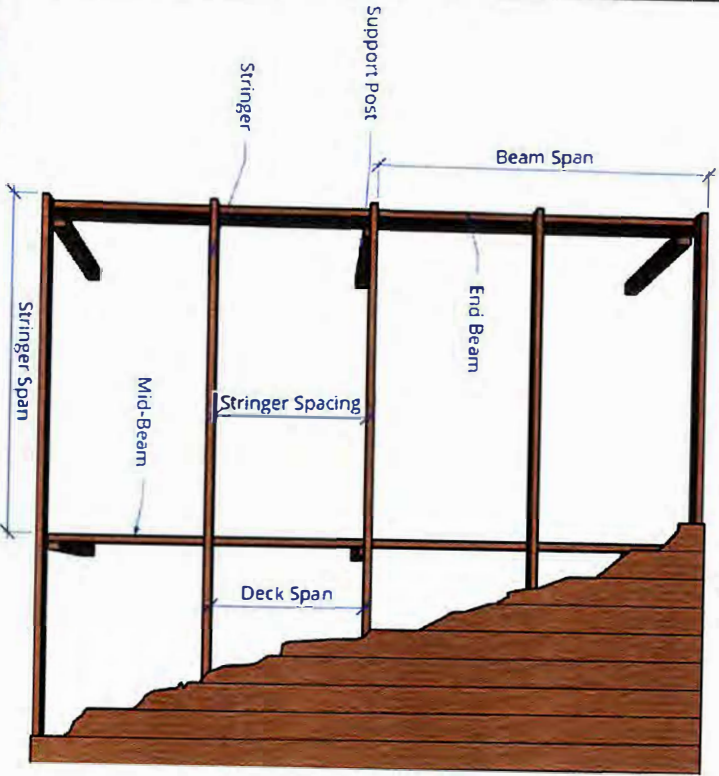 Support Post
Stringer
Beam Span
End Beam
Stringer Spacing
Stringer Span
Mid-Beam
Deck Span